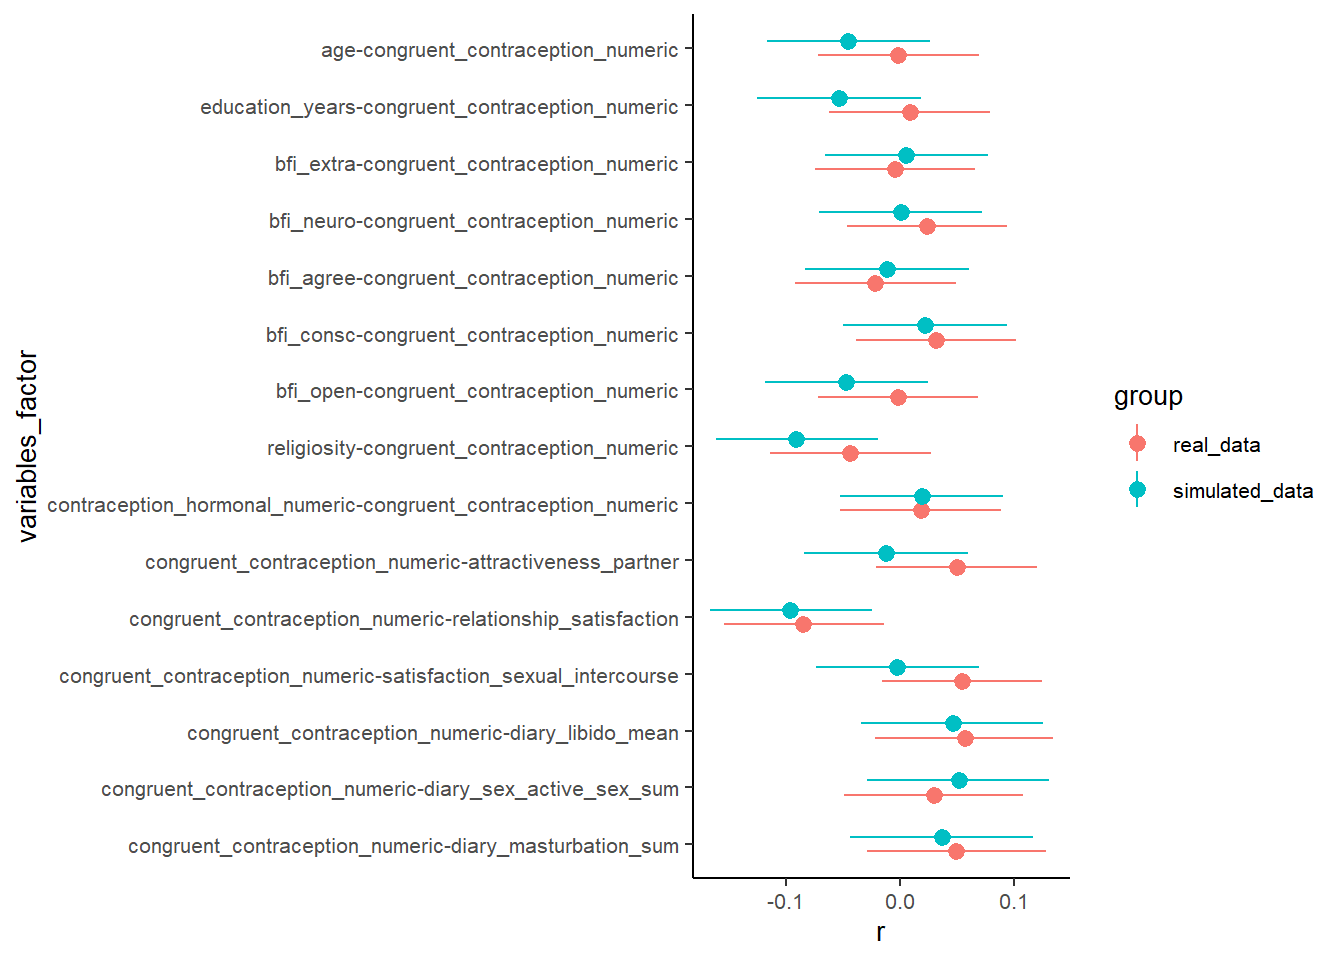 variables_factor
age-congruent_contraception_numeric
education_years-congruent_contraception_numeric
bfi_extra-congruent_contraception_numeric
bfi_neuro-congruent_contraception_numeric
bfi_agree-congruent_contraception_numeric
bfi_consc-congruent_contraception_numeric
bfi_open-congruent_contraception_numeric
religiosity-congruent_contraception_numeric
contraception_hormonal_numeric-congruent_contraception_numeric
congruent_contraception_numeric-attractiveness_partner
congruent_contraception_numeric-relationship_satisfaction
congruent_contraception_numeric-satisfaction_sexual_intercourse
congruent_contraception_numeric-diary_libido_mean
congruent_contraception_numeric-diary_sex_active_sex_sum
congruent_contraception_numeric-diary_masturbation_sum
-0.1 0.0 0.1
r
group
real_data
simulated_data